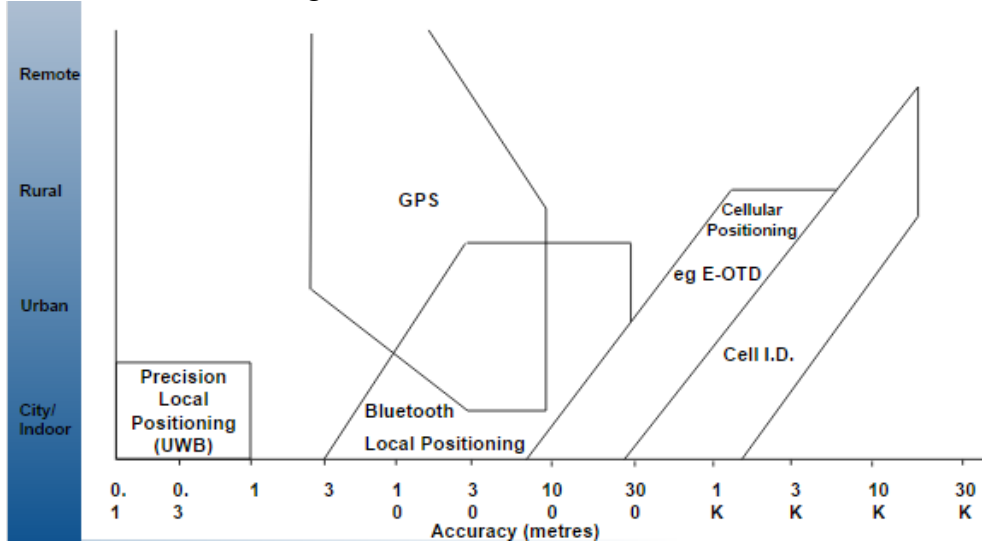 Remote
Rural
Urban
City/
Indoor
GPS
Cellular
Positioning
eg E-OTD
Cell I.D.
Precision
Local
Positioning
(UWB)
Bluetooth
Local Positioning
0. 0. 1 3 1 3 10 30 1 3 10 30
1 3 0 0 0 0 K K K K
Accuracy (metres)